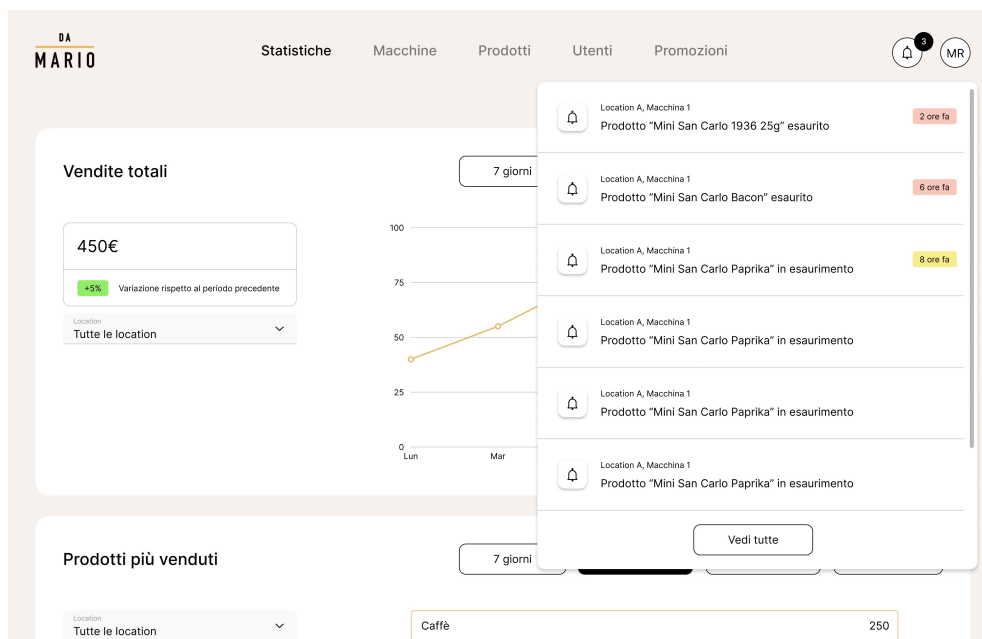 DA
MARIO
Statistiche
Macchine
Prodotti
Utenti
Promozioni
3
MR
Location A, Macchina 1
Prodotto “Mini San Carlo 1936 25g” esaurito
2 ore fa
Location A, Macchina 1
Prodotto “Mini San Carlo Bacon” esaurito
6 ore fa
Location A, Macchina 1
Prodotto “Mini San Carlo Paprika” in esaurimento
8 ore fa
Location A, Macchina 1
Prodotto “Mini San Carlo Paprika” in esaurimento
Location A, Macchina 1
Prodotto “Mini San Carlo Paprika” in esaurimento
Location A, Macchina 1
Prodotto “Mini San Carlo Paprika” in esaurimento
Vedi tutte
Vendite totali
7 giorni
450€
+5%
Variazione rispetto al periodo precedente
Location
Tutte le location
100
75
50
25
0
Lun
Mar
Prodotti più venduti
7 giorni
Location
Tutte le location
Caffè
250